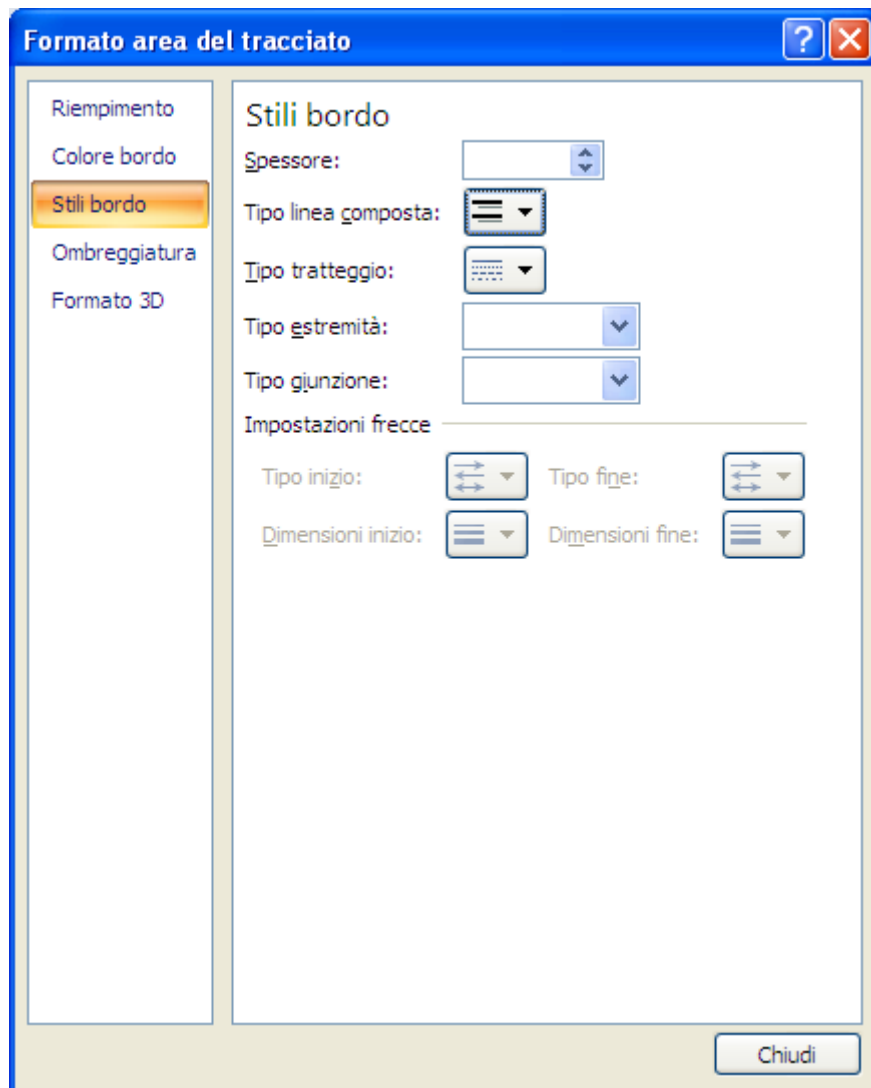 Formato area del tracciato
Riempimento
Colore bordo
Stili bordo
Ombreggiatura
Formato 3D
Stili bordo
Spessore:
Tipo linea composta:
Tipo tratteggio:
Tipo estremità:
Tipo giunzione:
Impostazioni frecce
Tipo inizio: Tipo fine:
Dimensioni inizio: Dimensioni fine:
Chiudi